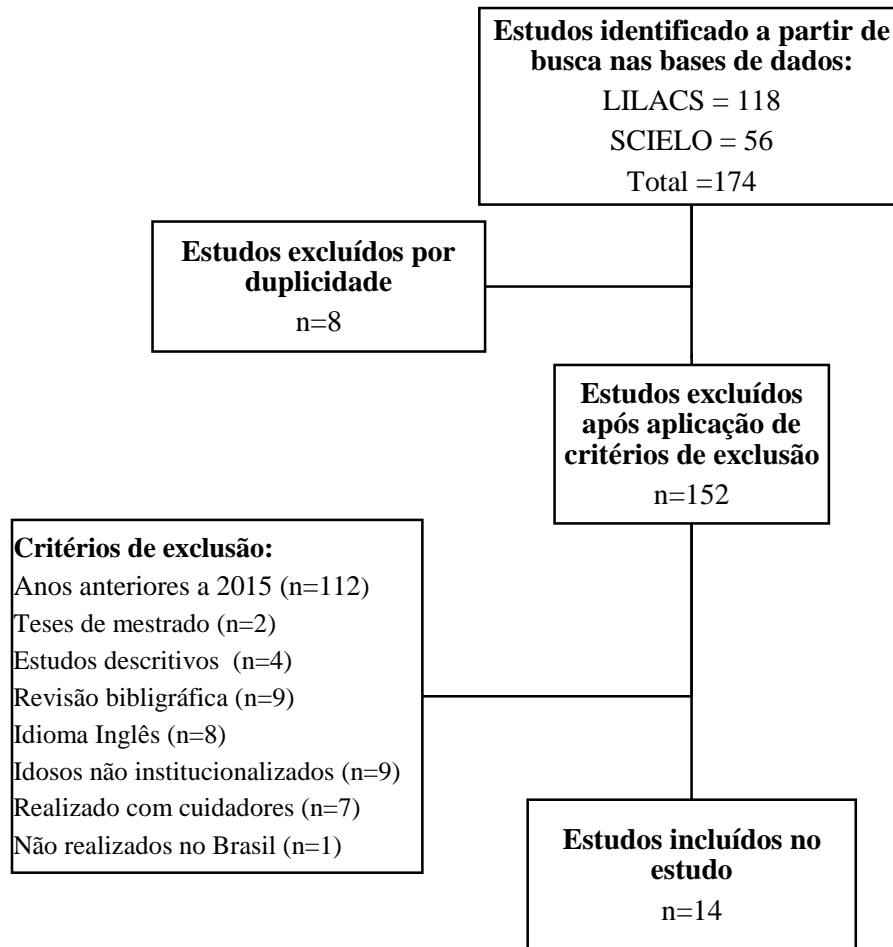 Estudos identificado a partir de
busca nas bases de dados:
LILACS = 118
SCIELO = 56
Total =174
Estudos excluídos por
duplicidade
n=8
Estudos excluídos
após aplicação de
critérios de exclusão
n=152
Critérios de exclusão:
Anos anteriores a 2015 (n=112)
Teses de mestrado (n=2)
Estudos descritivos (n=4)
Revisão bibligráfica (n=9)
Idioma Inglês (n=8)
Idosos não institucionalizados (n=9)
Realizado com cuidadores (n=7)
Não realizados no Brasil (n=1)
Estudos incluídos no
estudo
n=14